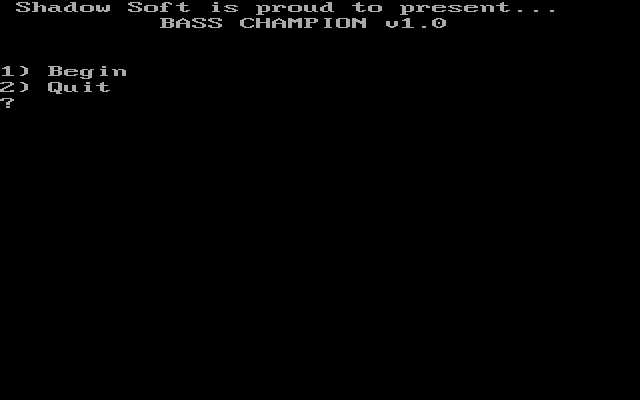 Shadow Soft is proud to present...
BASS CHAMPION v1.0
1) Begin
2) Quit
?